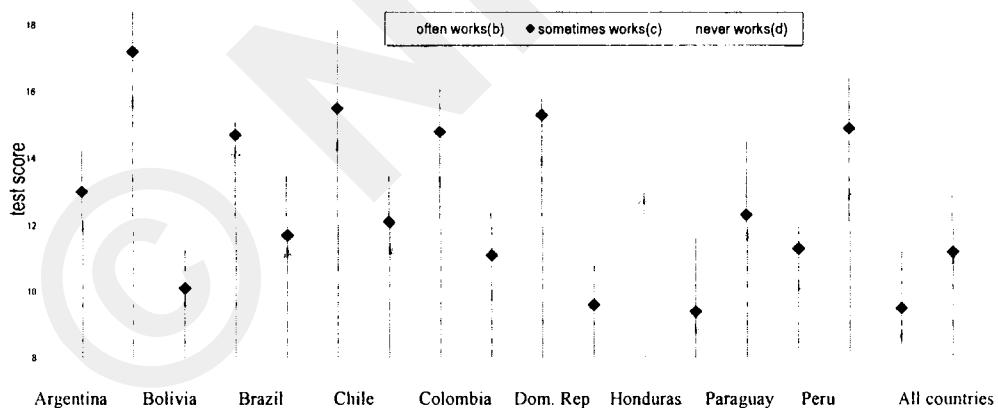 18
often works(b) ◆ sometimes works(c) never works(d)
16
14
test score
12
10
8
Argentina Bolivia Brazil Chile Colombia Dom. Rep Honduras Paraguay Peru All countries